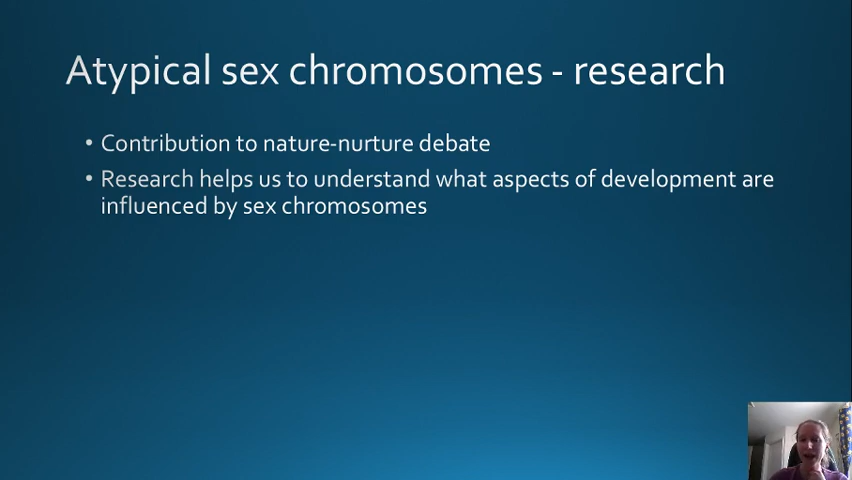 Atypical sex chromosomes - research
• Contribution to nature-nurture debate
• Research helps us to understand what aspects of development are
influenced by sex chromosomes